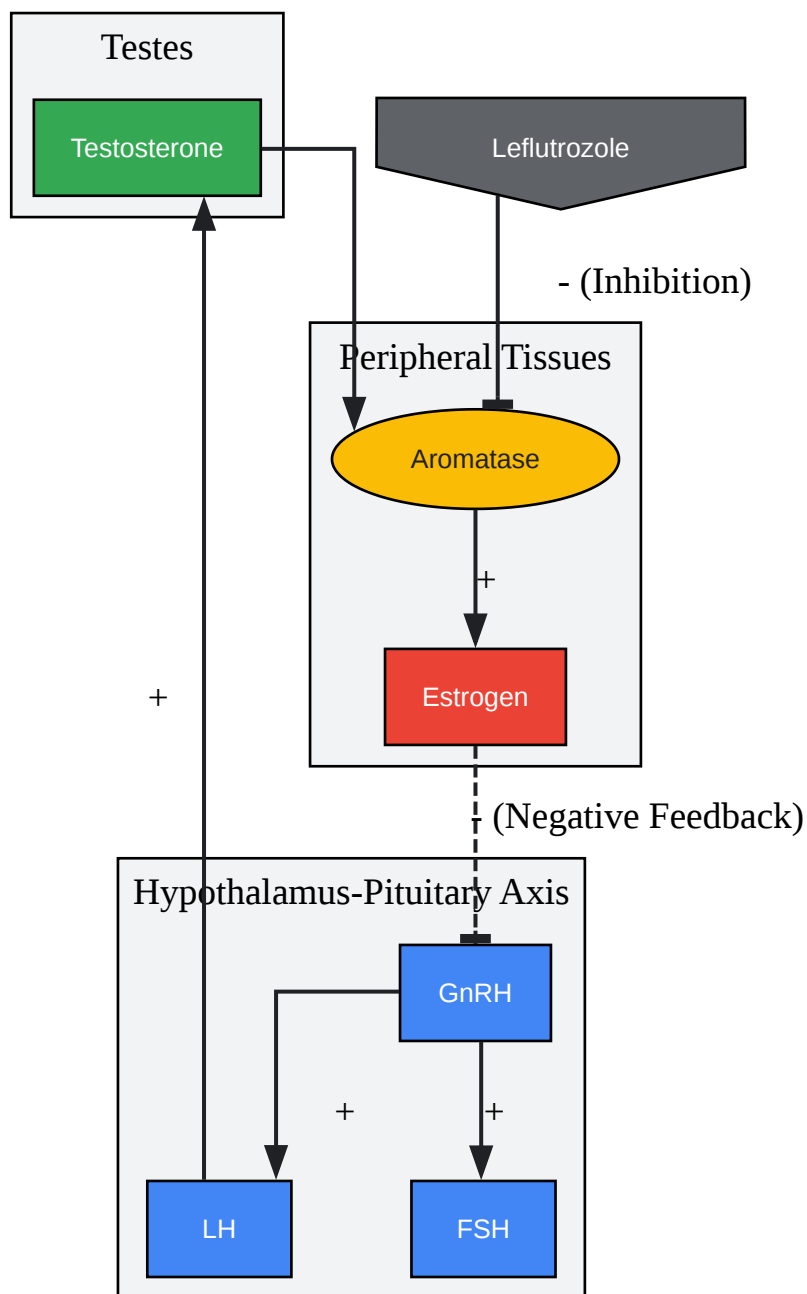 Testes
Testosterone
Leflutrozole
- (Inhibition)
Peripheral Tissues
Aromatase
+
Estrogen
+
- (Negative Feedback)
Hypothalamus-Pituitary Axis
GnRH
+
+
LH
FSH